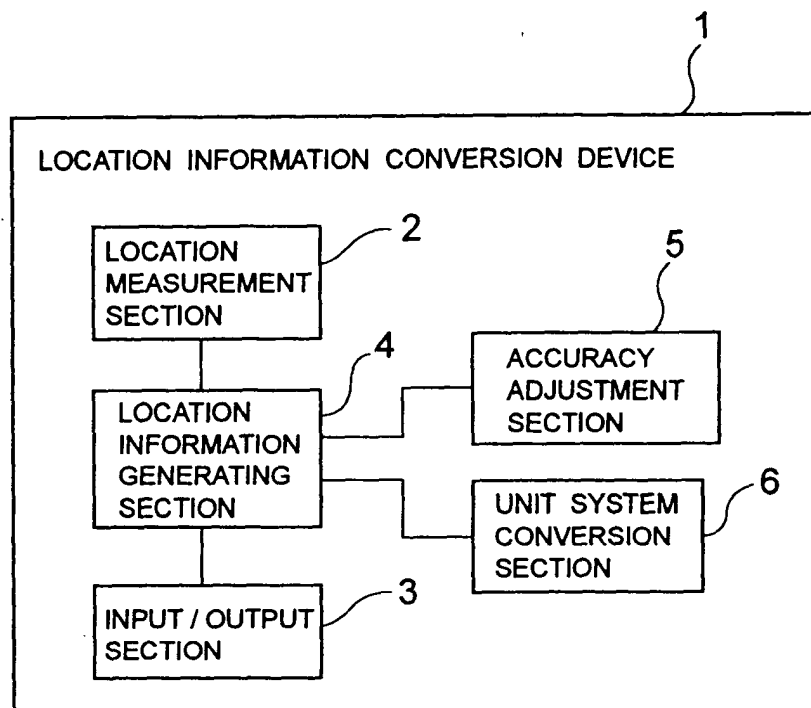 1
LOCATION INFORMATION CONVERSION DEVICE
LOCATION
MEASUREMENT
SECTION
2
LOCATION
INFORMATION
GENERATING
SECTION
4
ACCURACY
ADJUSTMENT
SECTION
5
UNIT SYSTEM
CONVERSION
SECTION
6
INPUT / OUTPUT
SECTION
3